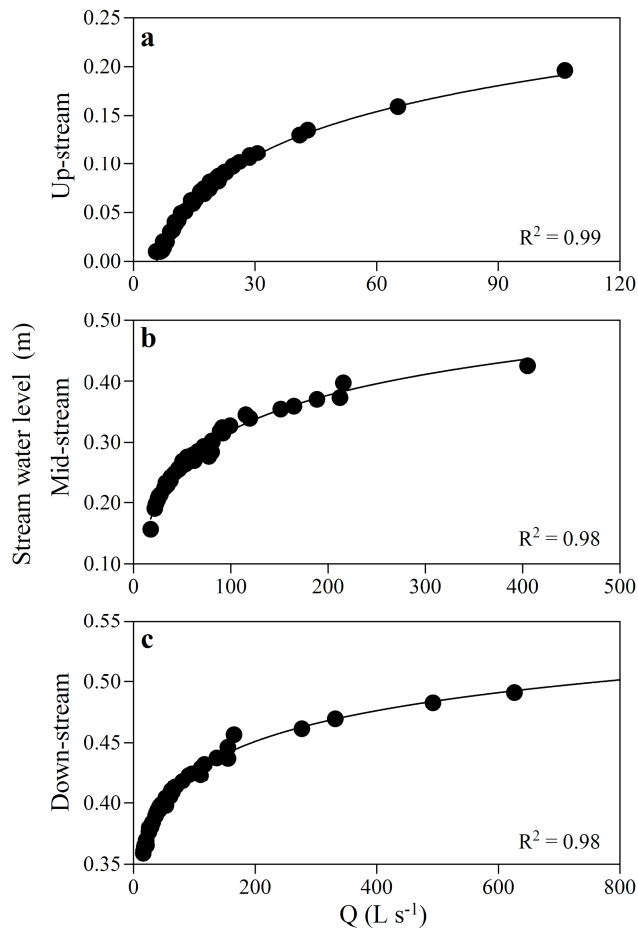 a
0.25
0.20
0.15
0.10
0.05
0.00
Up-stream
R² = 0.99
0 30 60 90 120
b
0.50
0.40
0.30
0.20
0.10
Stream water level (m)
Mid-stream
R² = 0.98
0 100 200 300 400 500
c
0.55
0.50
0.45
0.40
0.35
Down-stream
R² = 0.98
0 200 400 600 800
Q (L s⁻¹)